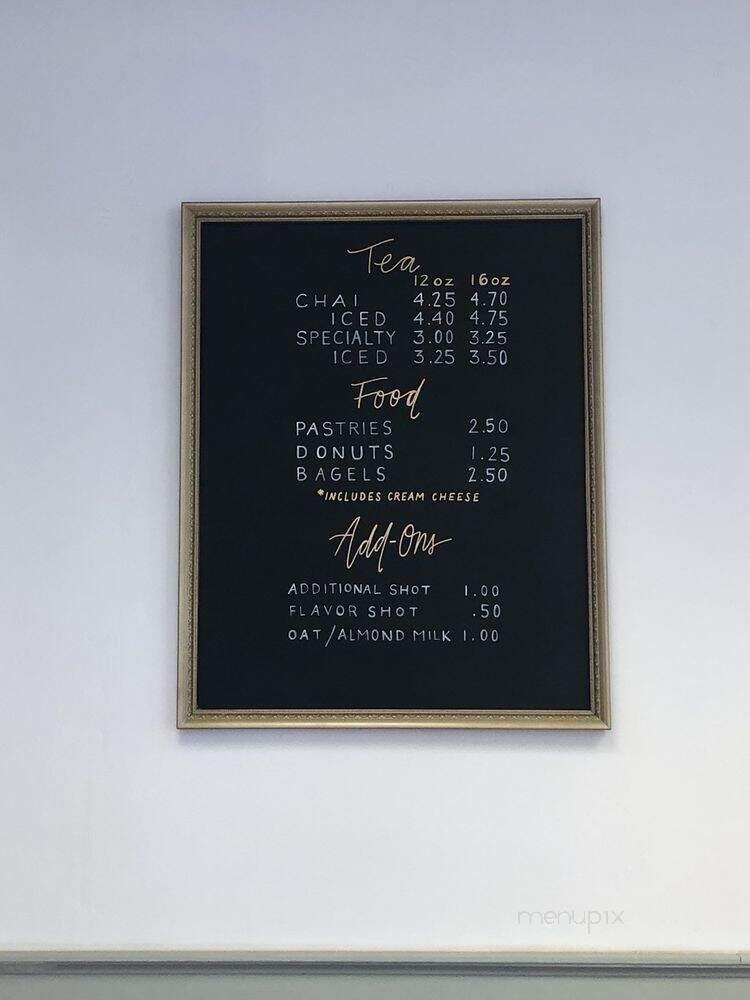 Tea
12oz 16oz
CHAI 4.25 4.70
ICED 4.40 4.75
SPECIALTY 3.00 3.25
ICED 3.25 3.50
Food
PASTRIES 2.50
DONUTS 1.25
BAGELS 2.50
*INCLUDES CREAM CHEESE
Add-Ons
ADDITIONAL SHOT 1.00
FLAVOR SHOT .50
OAT/ALMOND MILK 1.00
menupix